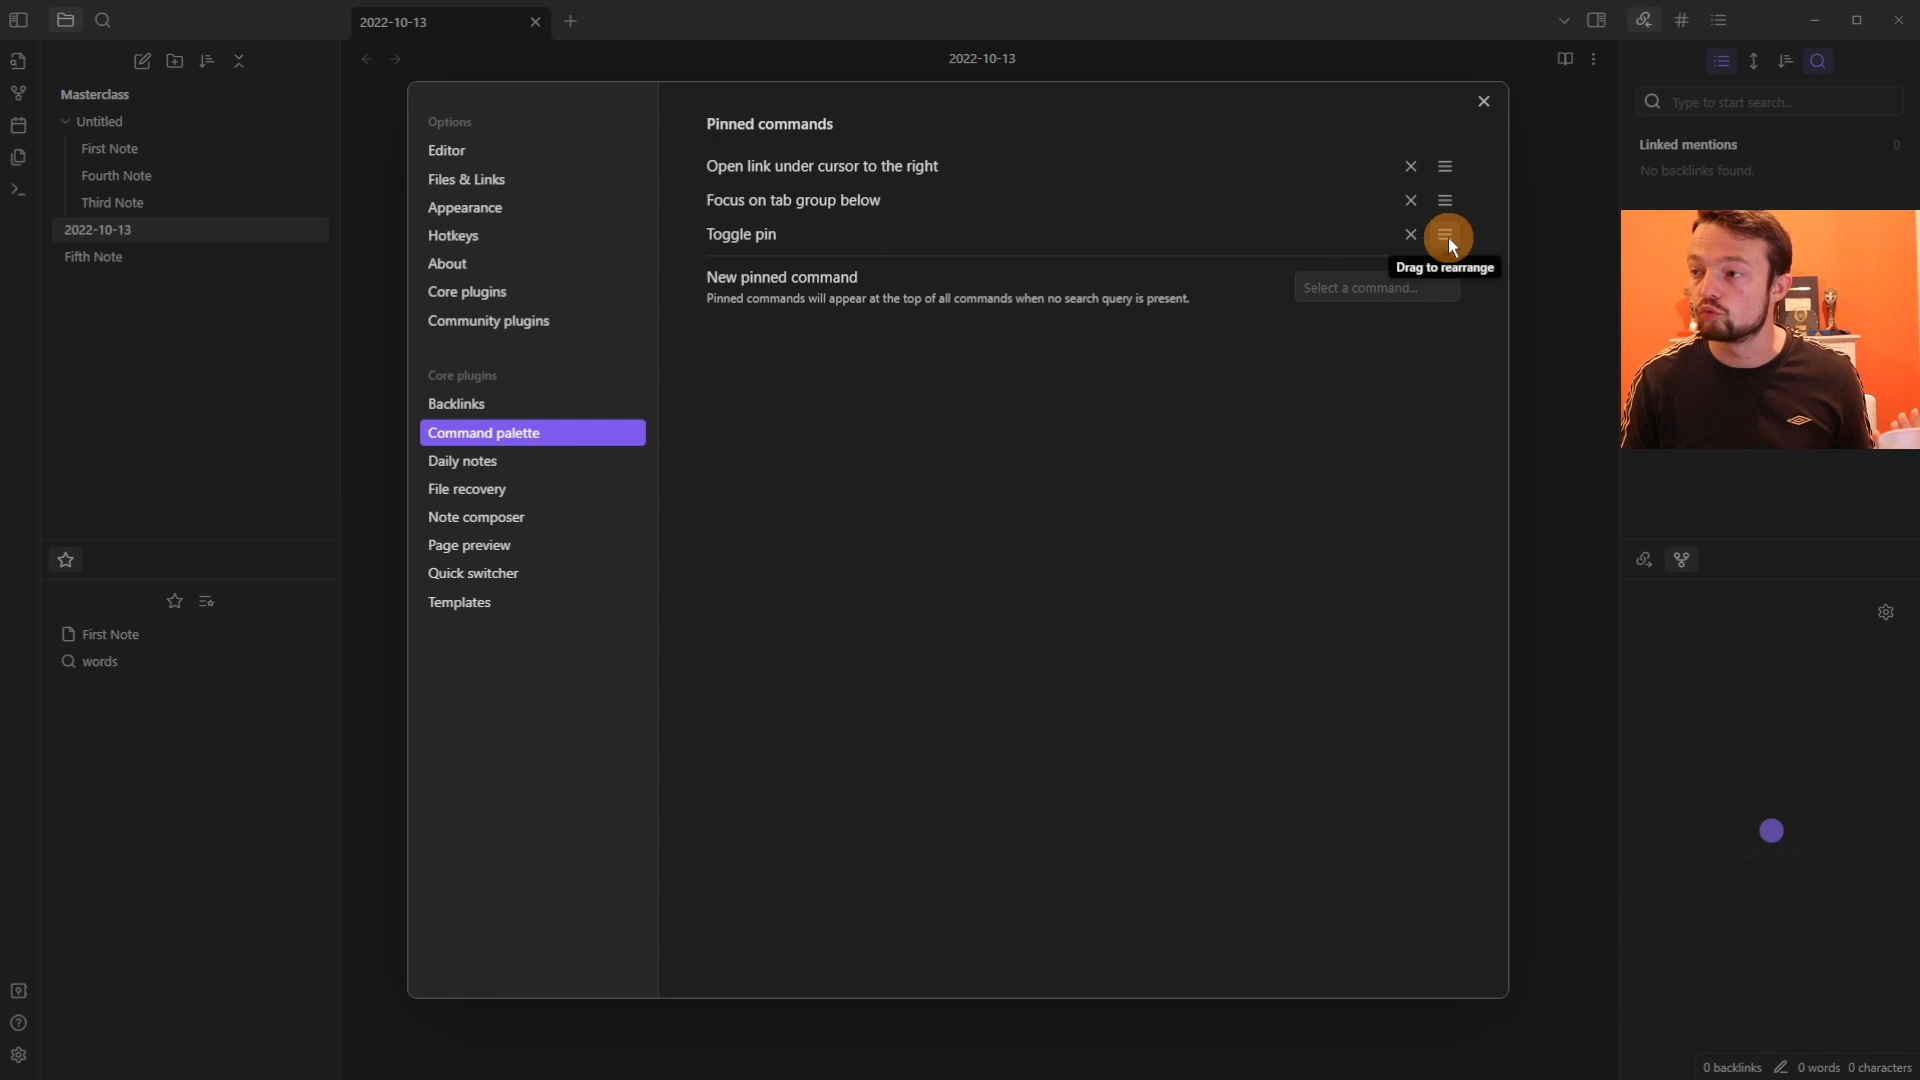 2022-10-13
2022-10-13
Masterclass
Untitled
First Note
Fourth Note
Third Note
2022-10-13
Fifth Note
First Note
words
Options
Editor
Files & Links
Appearance
Hotkeys
About
Core plugins
Community plugins
Core plugins
Backlinks
Command palette
Daily notes
File recovery
Note composer
Page preview
Quick switcher
Templates
Pinned commands
Open link under cursor to the right
Focus on tab group below
Toggle pin
Drag to rearrange
New pinned command
Pinned commands will appear at the top of all commands when no search query is present.
Select a command...
Type to start search...
Linked mentions 0
No backlinks found.
0 backlinks 0 words 0 characters